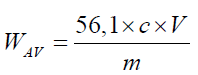 W_AV = 56,1 × c × V / m